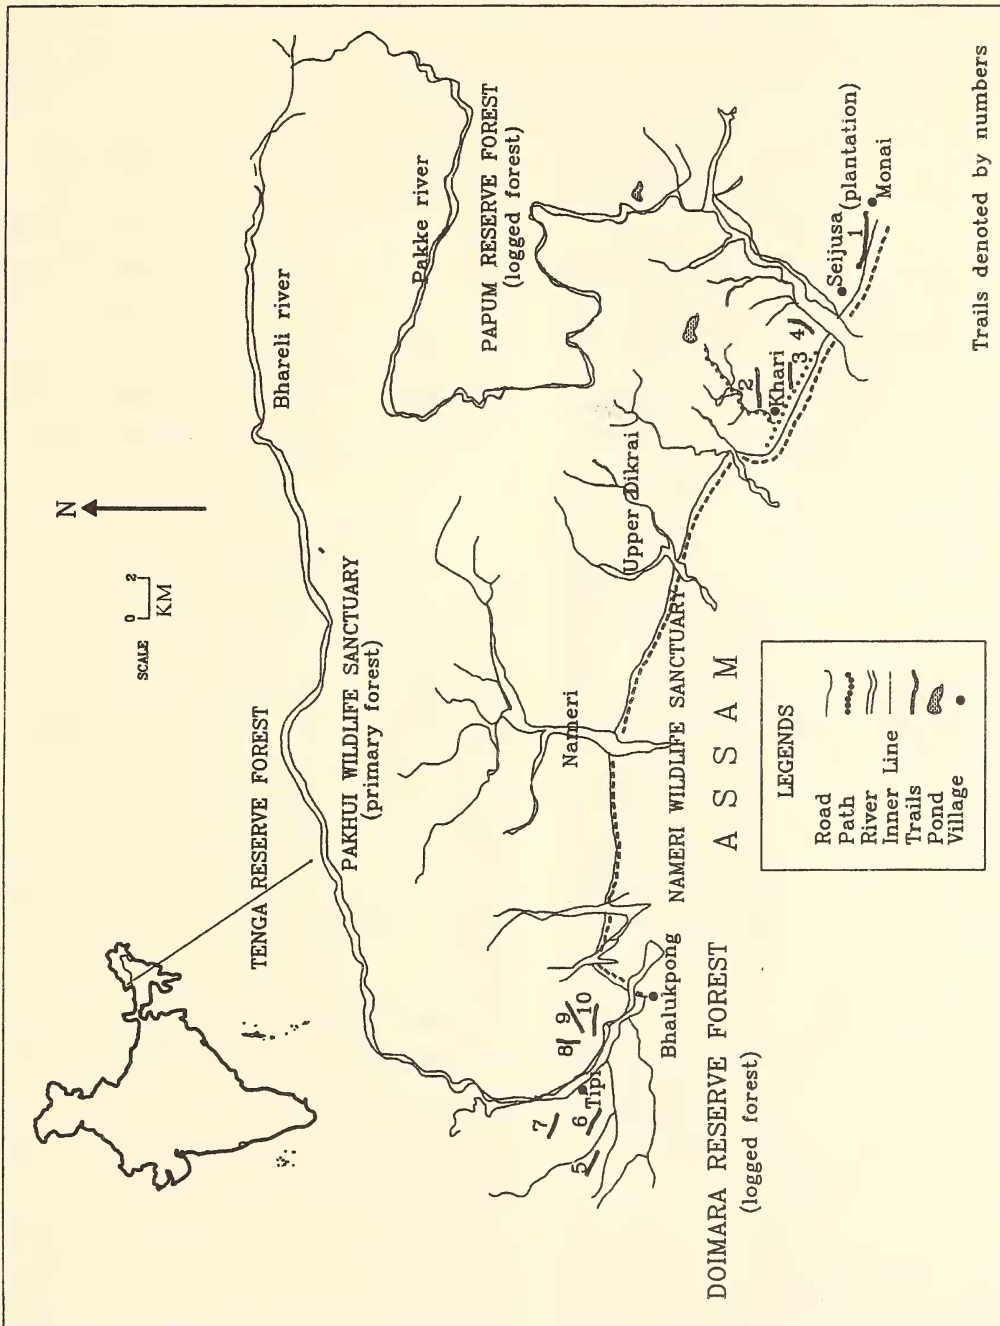 N
SCALE
0 2
KM
TENGA RESERVE FOREST
Bhareli river
PAKHUI WILDLIFE SANCTUARY
(primary forest)
Pakke river
PAPUM RESERVE FOREST
(logged forest)
Nameri
Upper Dikrai
8 9
10
7
6
5
Tipi
Bhalukpong
2
Khari
3
4
Seijusa
(plantation)
1
Monai
NAMERI WILDLIFE SANCTUARY
DOIMARA RESERVE FOREST
(logged forest)
A S S A M
LEGENDS
Road
Path
River
Inner Line
Trails
Pond
Village
Trails denoted by numbers